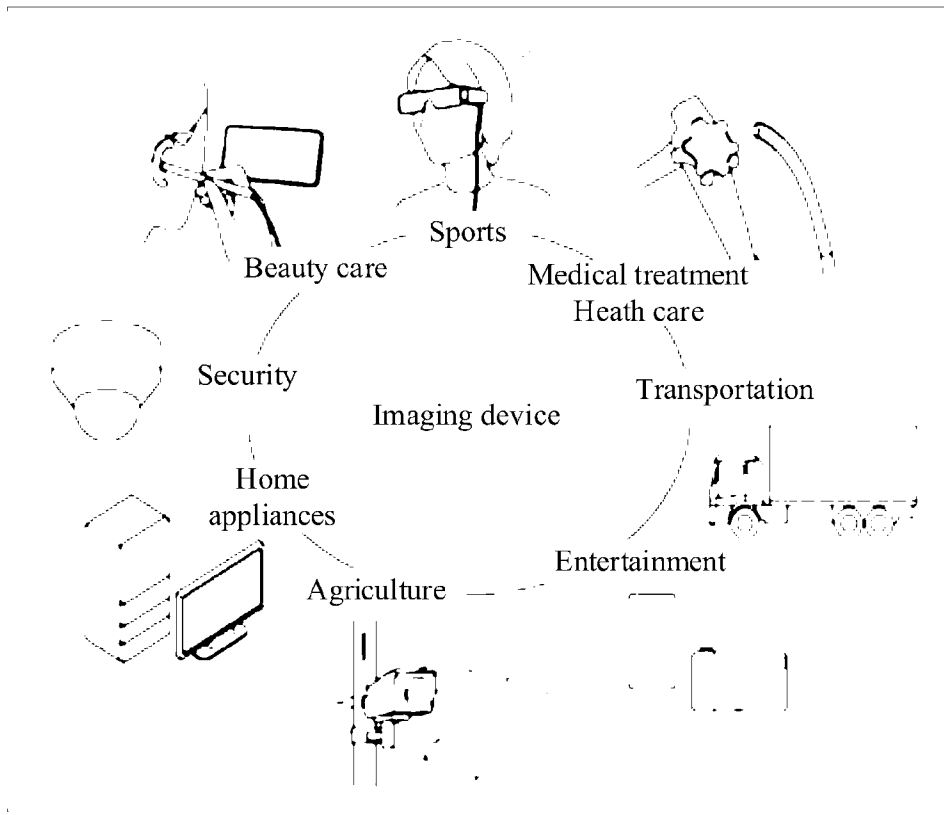 Sports
Beauty care
Medical treatment
Heath care
Security
Transportation
Imaging device
Home
appliances
Entertainment
Agriculture